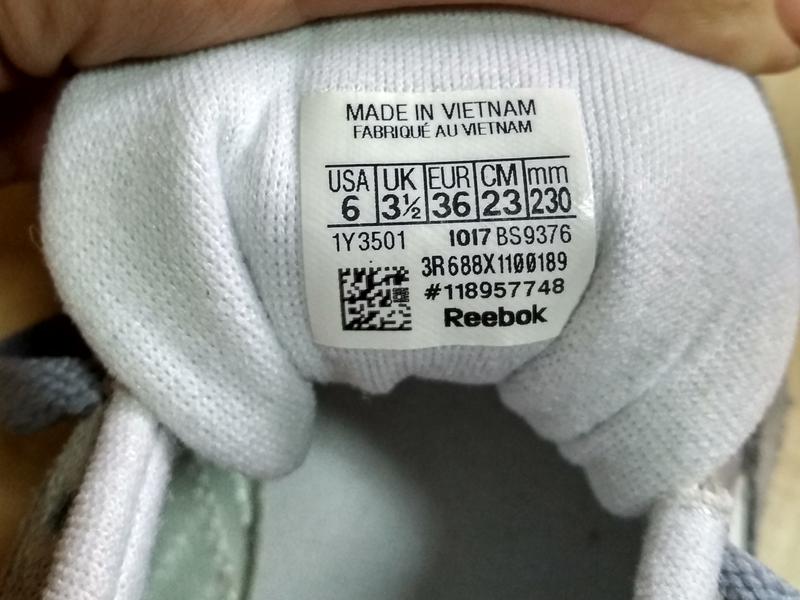 MADE IN VIETNAM
FABRIQUÉ AU VIETNAM
USA UK EUR CM mm
6 3½ 36 23 230
1Y3501 1017 BS9376
3R688X1100189
#118957748
Reebok